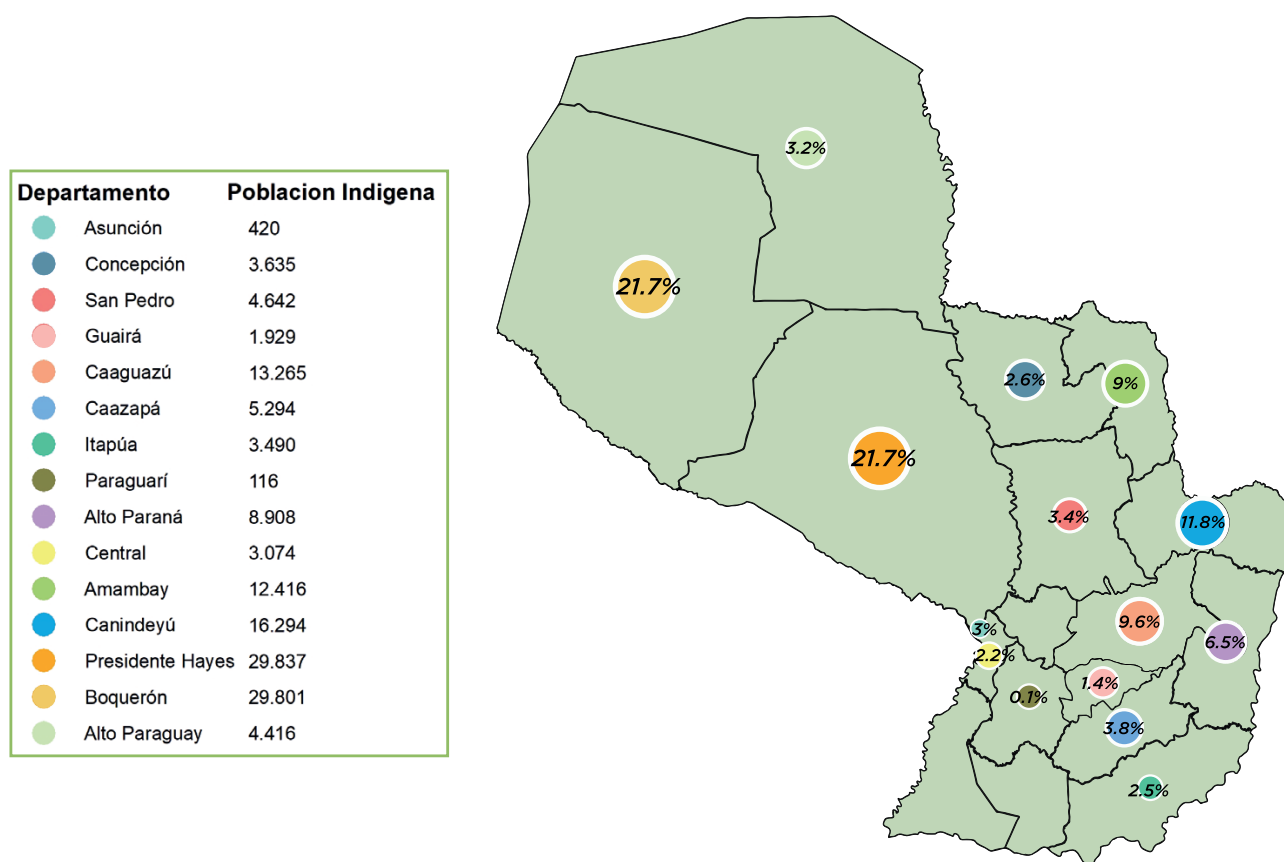 Departamento Poblacion Indigena
Asunción 420
Concepción 3.635
San Pedro 4.642
Guairá 1.929
Caaguazú 13.265
Caazapá 5.294
Itapúa 3.490
Paraguarí 116
Alto Paraná 8.908
Central 3.074
Amambay 12.416
Canindeyú 16.294
Presidente Hayes 29.837
Boquerón 29.801
Alto Paraguay 4.416
3.2%
21.7%
2.6%
9%
21.7%
3.4%
11.8%
9.6%
3%
6.5%
2.2%
1.4%
0.1%
3.8%
2.5%